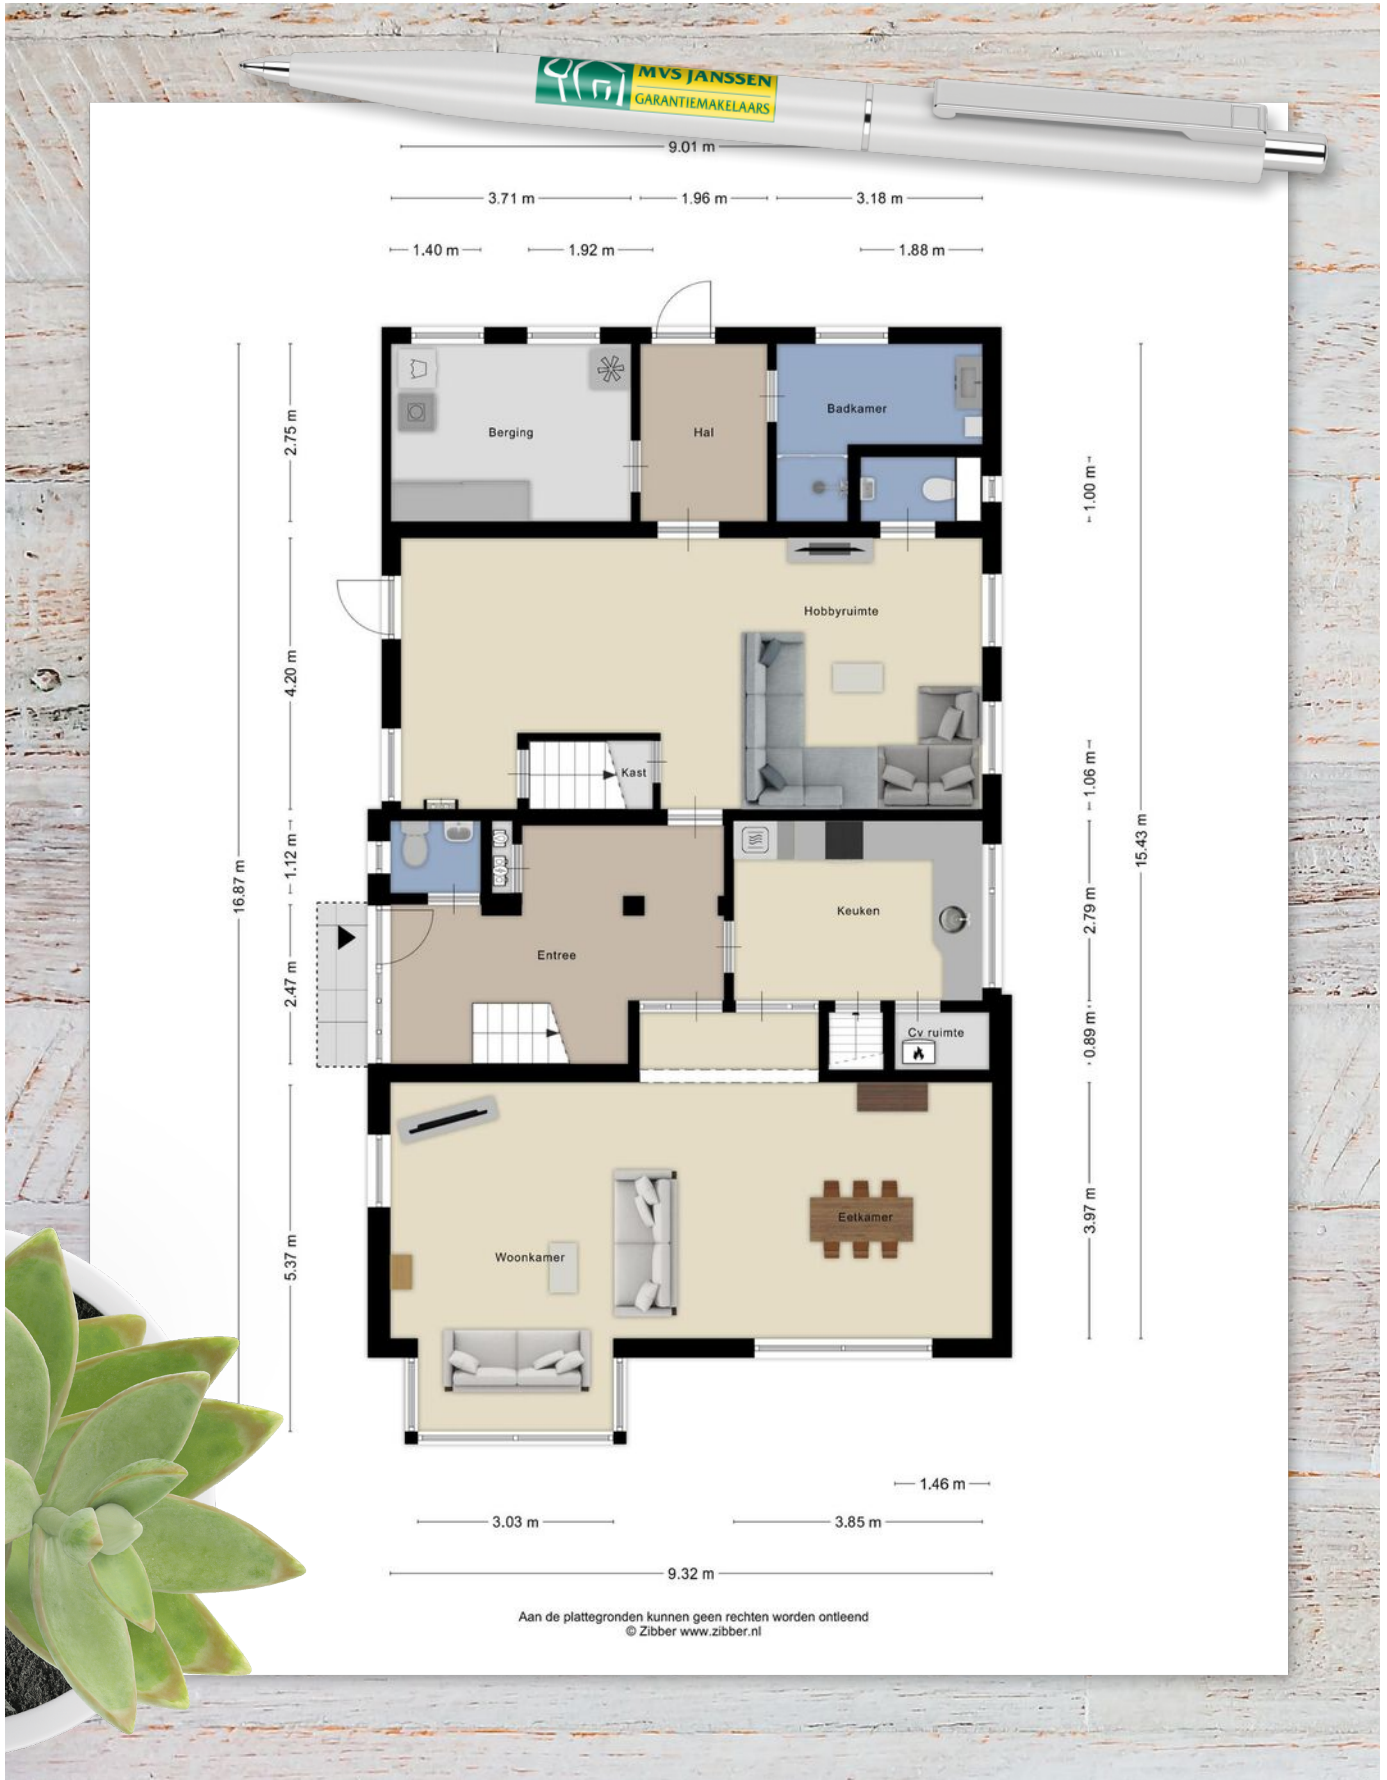 MVS JANSSEN
GARANTIEMAKELAARS
9.01 m
3.71 m
1.96 m
3.18 m
1.40 m
1.92 m
1.88 m
2.75 m
Berging
Hal
Badkamer
1.00 m
4.20 m
Hobbyruimte
Kast
1.06 m
16.87 m
1.12 m
15.43 m
2.79 m
Keuken
Entree
2.47 m
Cv ruimte
0.89 m
5.37 m
3.97 m
Eetkamer
Woonkamer
1.46 m
3.03 m
3.85 m
9.32 m
Aan de plattegronden kunnen geen rechten worden ontleend
© Zibber www.zibber.nl